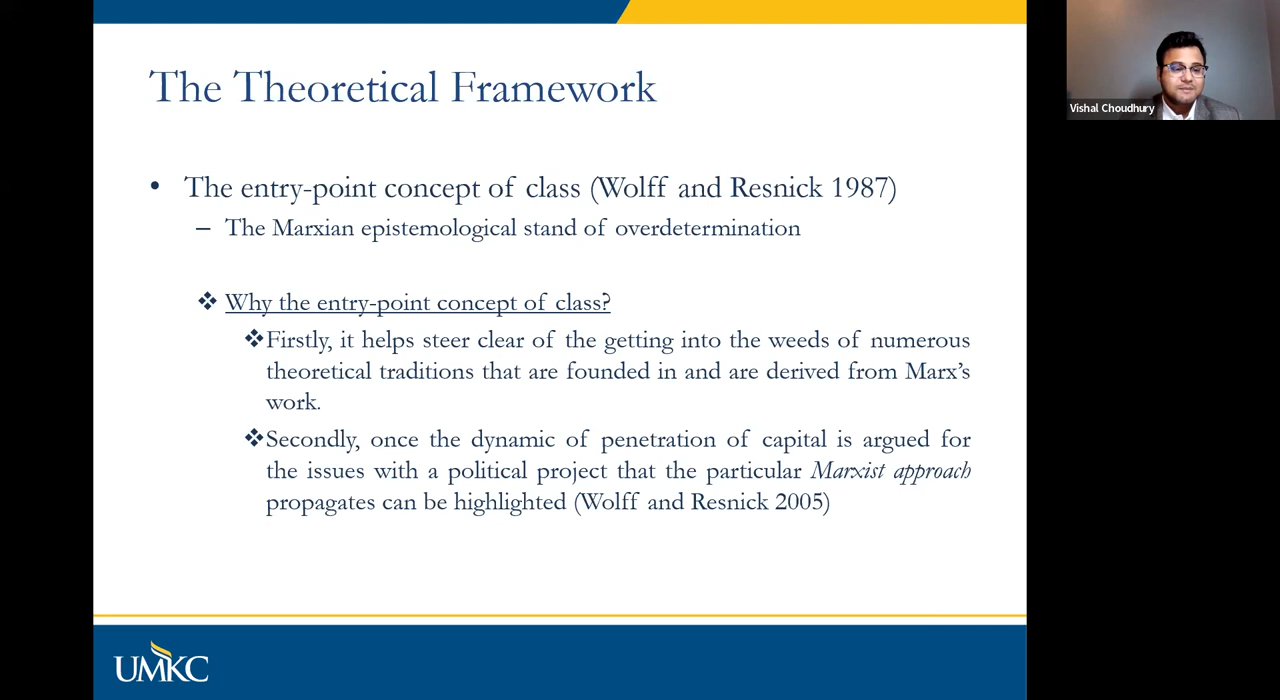 The Theoretical Framework
Vishal Choudhury
• The entry-point concept of class (Wolff and Resnick 1987)
– The Marxian epistemological stand of overdetermination
❖ Why the entry-point concept of class?
❖Firstly, it helps steer clear of the getting into the weeds of numerous
theoretical traditions that are founded in and are derived from Marx’s
work.
❖Secondly, once the dynamic of penetration of capital is argued for
the issues with a political project that the particular Marxist approach
propagates can be highlighted (Wolff and Resnick 2005)
UMKC